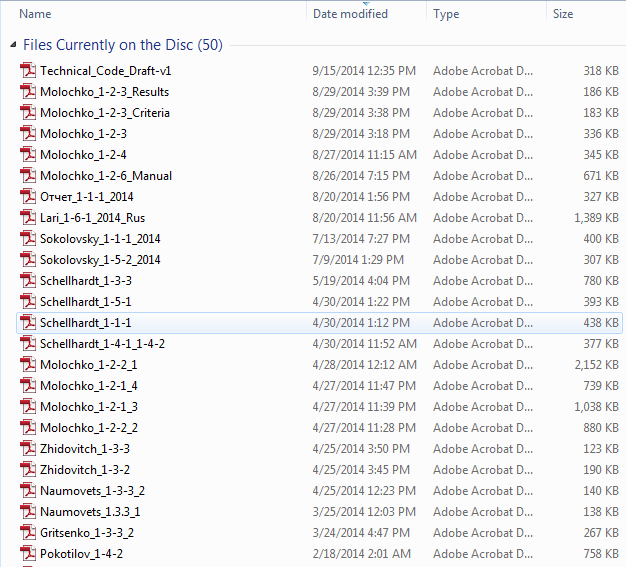 Name Date modified Type Size
Files Currently on the Disc (50)
Technical_Code_Draft-v1 9/15/2014 12:35 PM Adobe Acrobat D... 318 KB
Molochko_1-2-3_Results 8/29/2014 3:39 PM Adobe Acrobat D... 186 KB
Molochko_1-2-3_Criteria 8/29/2014 3:38 PM Adobe Acrobat D... 183 KB
Molochko_1-2-3 8/29/2014 3:18 PM Adobe Acrobat D... 336 KB
Molochko_1-2-4 8/27/2014 11:15 AM Adobe Acrobat D... 345 KB
Molochko_1-2-6_Manual 8/26/2014 7:15 PM Adobe Acrobat D... 671 KB
Отчет_1-1-1_2014 8/20/2014 1:56 PM Adobe Acrobat D... 327 KB
Lari_1-6-1_2014_Rus 8/20/2014 11:56 AM Adobe Acrobat D... 1,389 KB
Sokolovsky_1-1-1_2014 7/13/2014 7:27 PM Adobe Acrobat D... 400 KB
Sokolovsky_1-5-2_2014 7/9/2014 1:29 PM Adobe Acrobat D... 307 KB
Schellhardt_1-3-3 5/19/2014 4:04 PM Adobe Acrobat D... 780 KB
Schellhardt_1-5-1 4/30/2014 1:22 PM Adobe Acrobat D... 393 KB
Schellhardt_1-1-1 4/30/2014 1:12 PM Adobe Acrobat D... 438 KB
Schellhardt_1-4-1_1-4-2 4/30/2014 11:52 AM Adobe Acrobat D... 377 KB
Molochko_1-2-2_1 4/28/2014 12:12 AM Adobe Acrobat D... 2,152 KB
Molochko_1-2-1_4 4/27/2014 11:47 PM Adobe Acrobat D... 739 KB
Molochko_1-2-1_3 4/27/2014 11:39 PM Adobe Acrobat D... 1,038 KB
Molochko_1-2-2_2 4/27/2014 11:28 PM Adobe Acrobat D... 880 KB
Zhidovitch_1-3-3 4/25/2014 3:50 PM Adobe Acrobat D... 123 KB
Zhidovitch_1-3-2 4/25/2014 3:45 PM Adobe Acrobat D... 190 KB
Naumovets_1-3-3_2 4/25/2014 12:23 PM Adobe Acrobat D... 140 KB
Naumovets_1.3.3_1 3/25/2014 12:03 PM Adobe Acrobat D... 138 KB
Gritsenko_1-3-3_2 3/24/2014 4:47 PM Adobe Acrobat D... 267 KB
Pokotilov_1-4-2 2/18/2014 2:01 AM Adobe Acrobat D... 758 KB